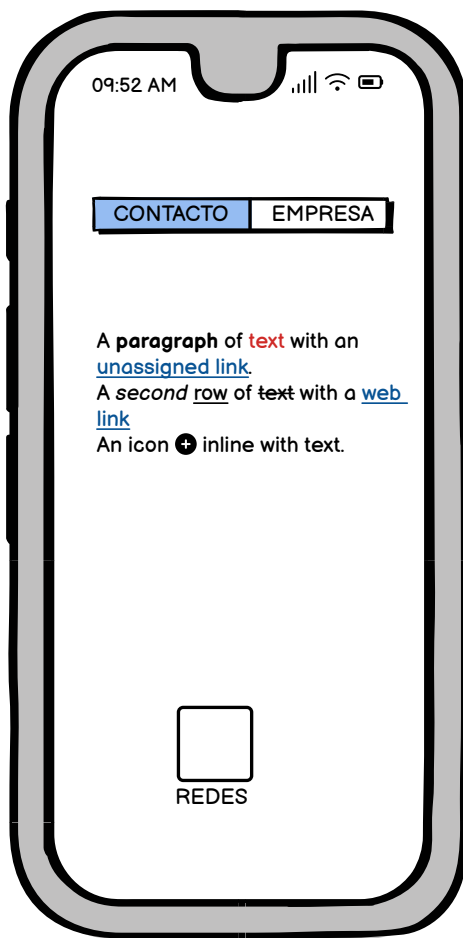 09:52 AM
CONTACTO EMPRESA
A paragraph of text with an
unassigned link.
A second row of text with a web
link
An icon + inline with text.
REDES